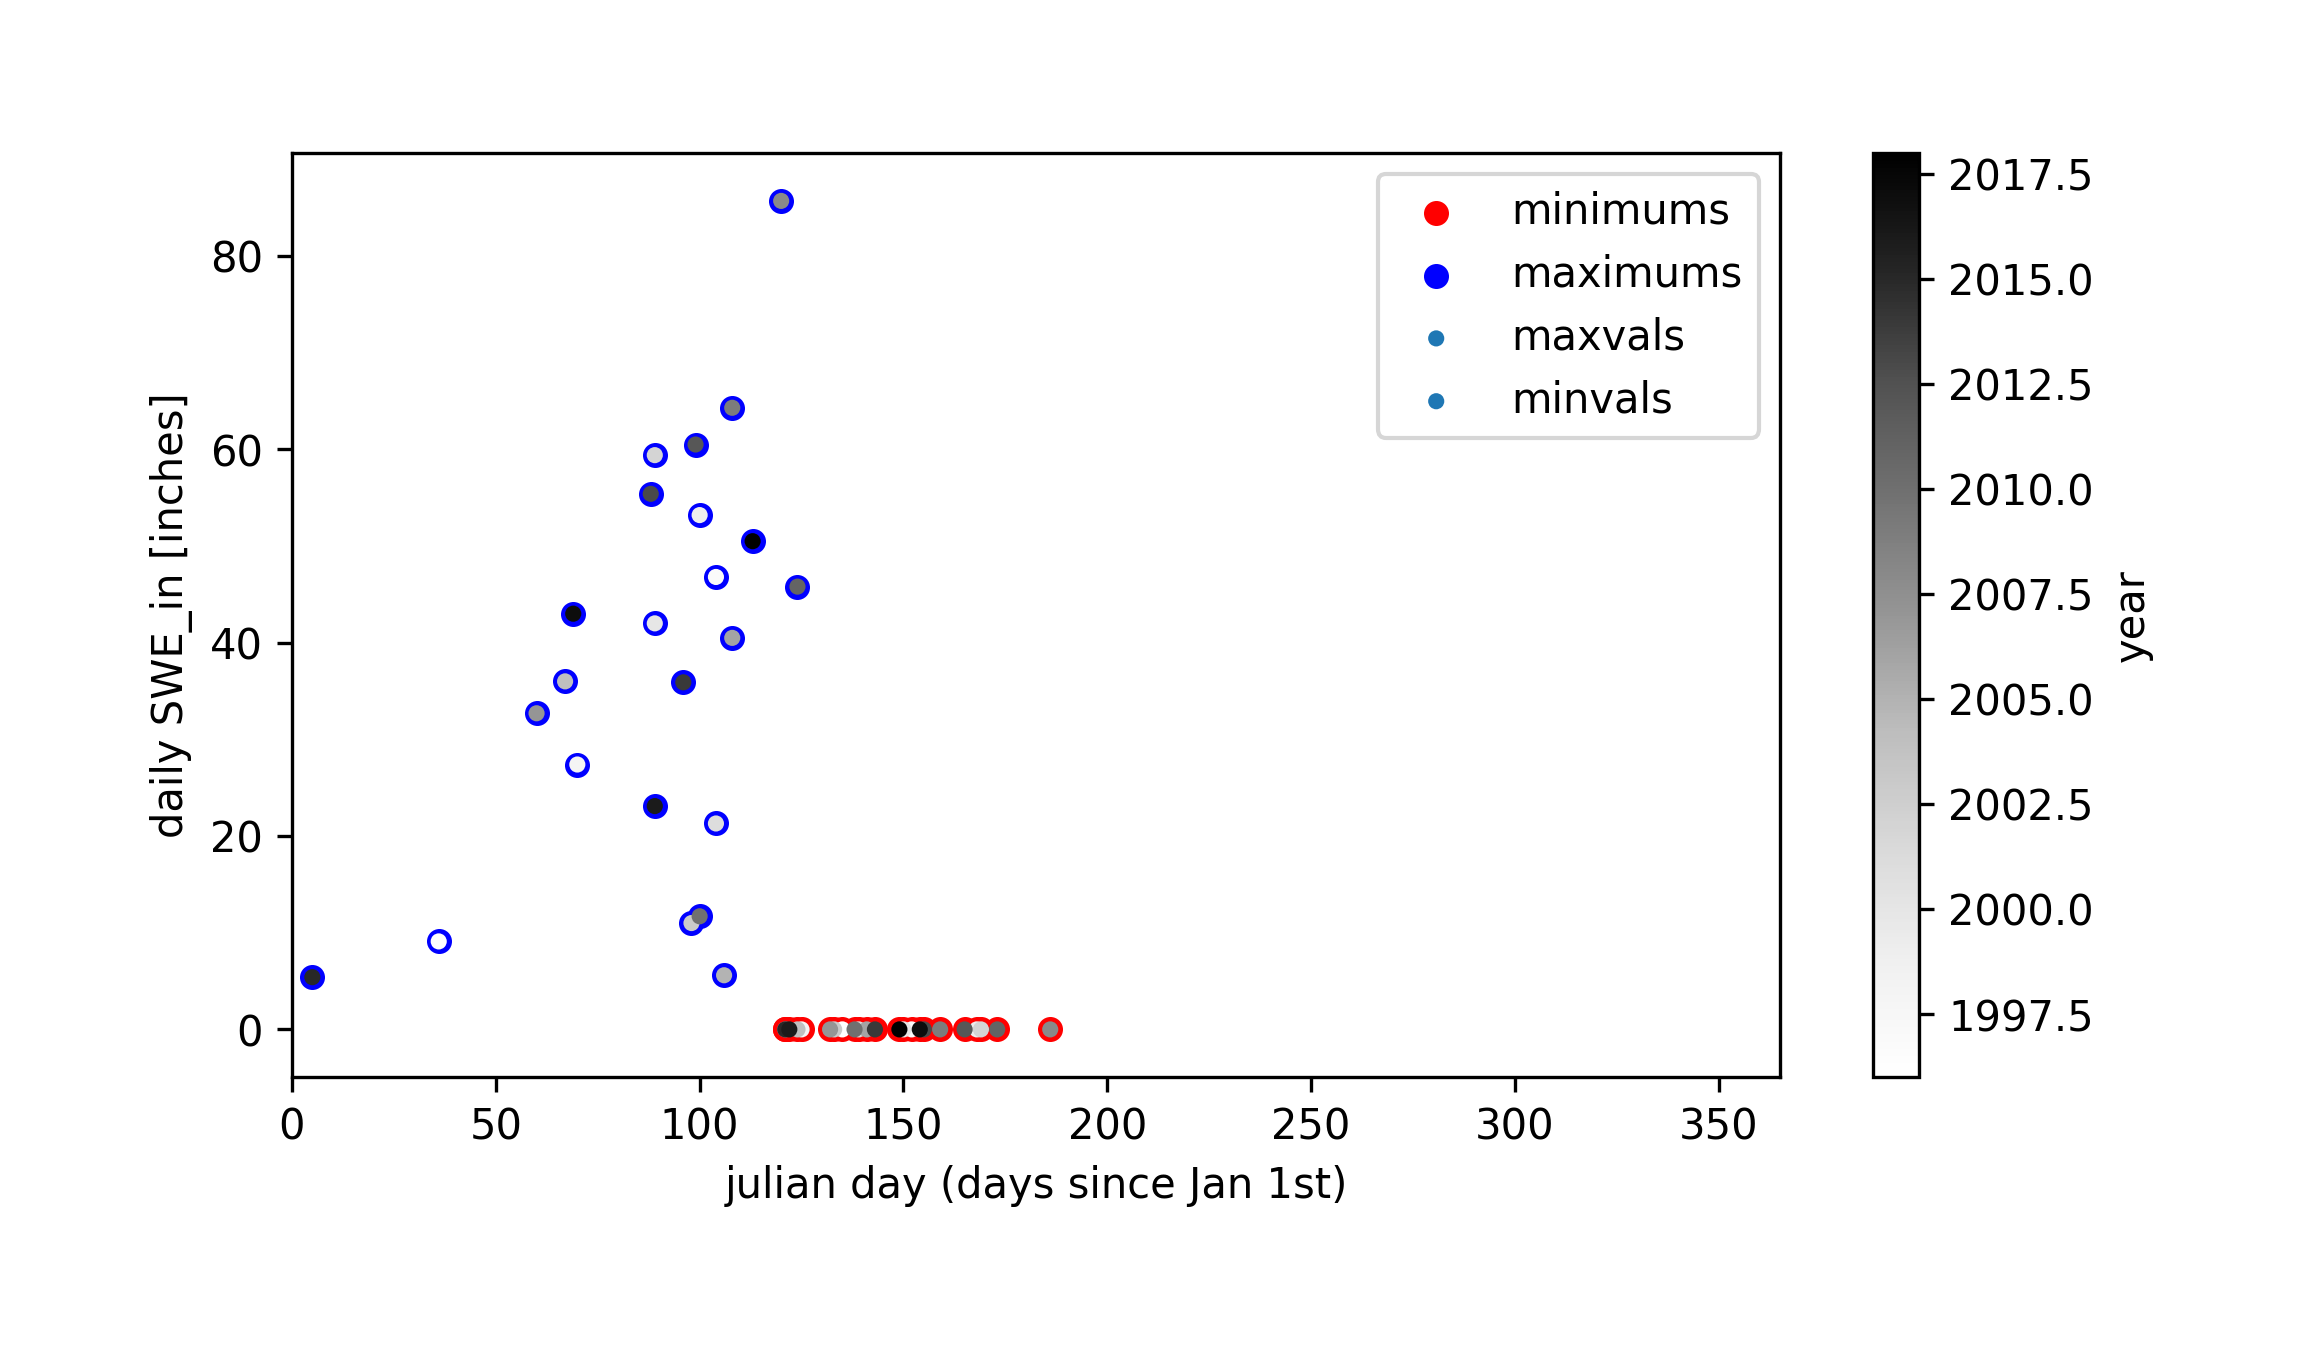 minimums
maximums
maxvals
minvals
80
60
40
20
0
daily SWE_in [inches]
0 50 100 150 200 250 300 350
julian day (days since Jan 1st)
2017.5
2015.0
2012.5
2010.0
2007.5
2005.0
2002.5
2000.0
1997.5
year